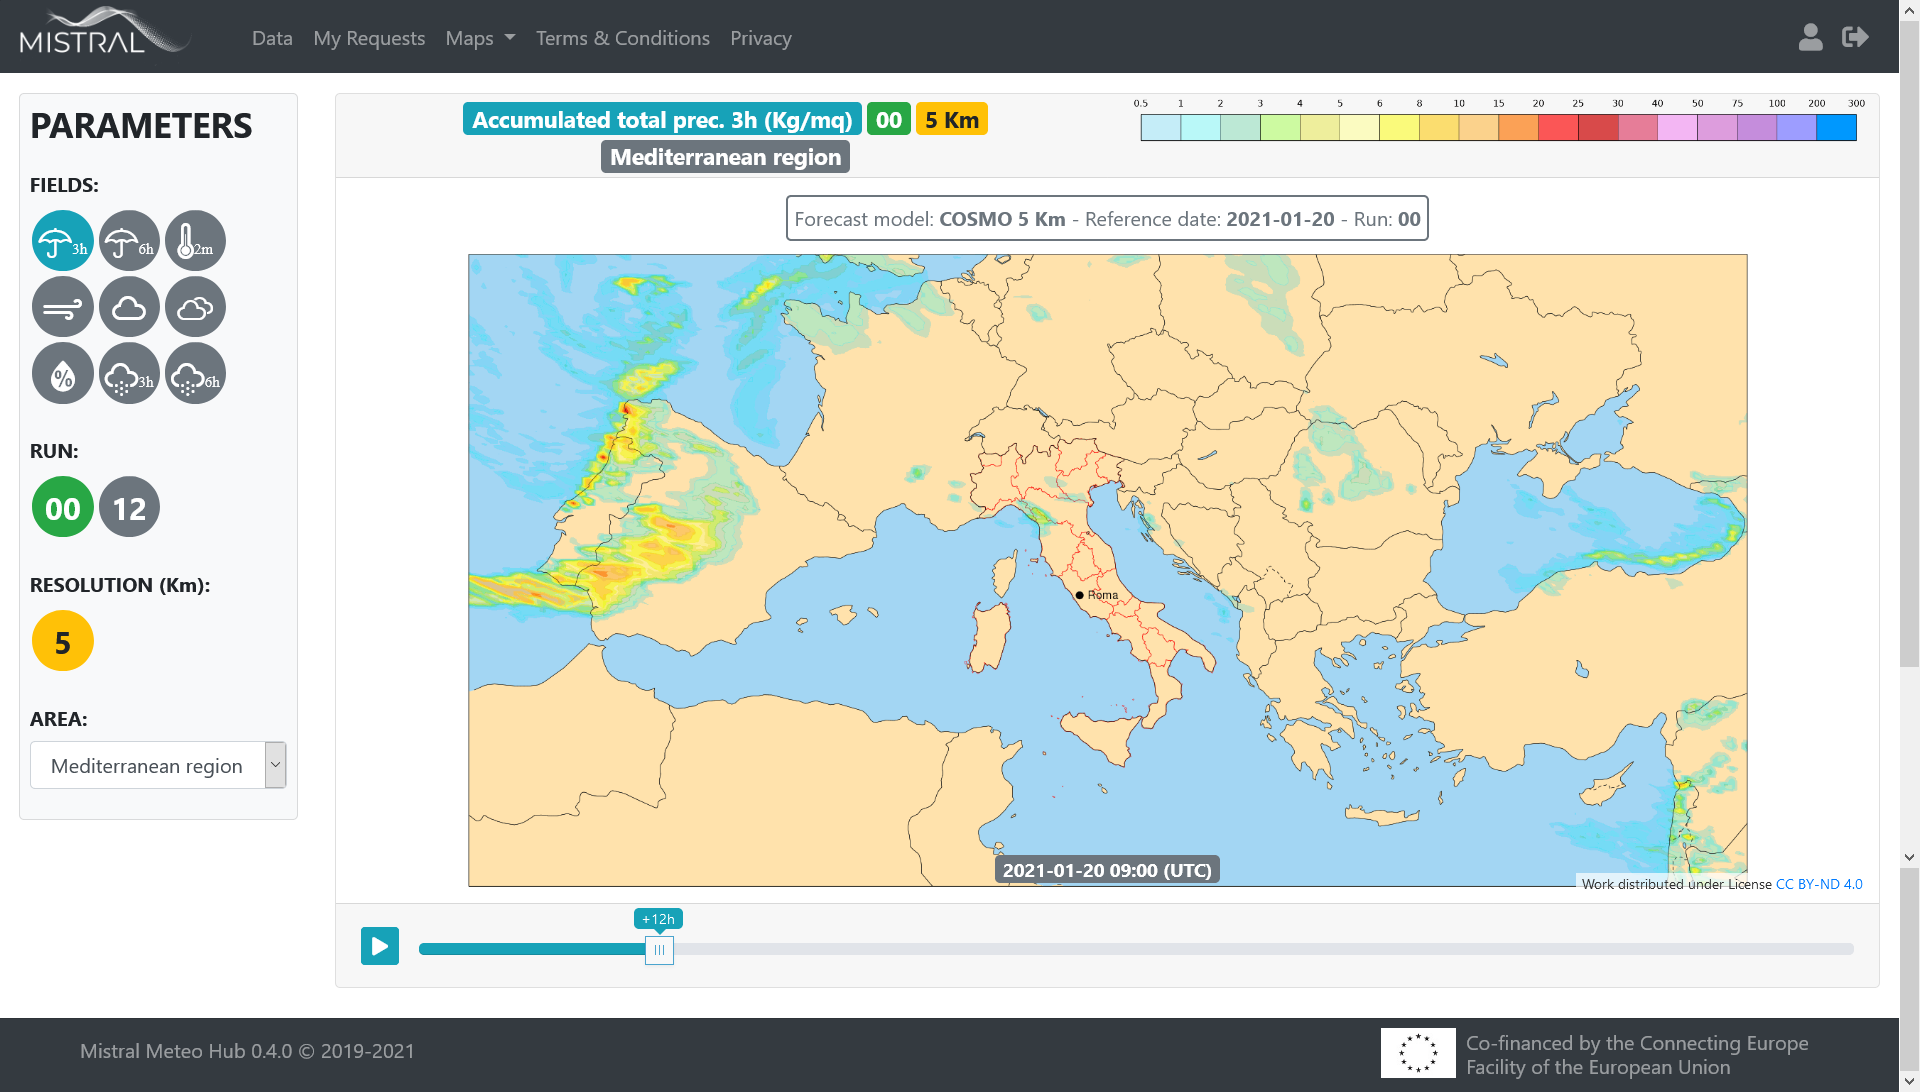 MISTRAL
Data My Requests Maps Terms & Conditions Privacy
PARAMETERS
FIELDS:
3h 6h 2m
% 3h 6h
RUN:
00 12
RESOLUTION (Km):
5
AREA:
Mediterranean region
Accumulated total prec. 3h (Kg/mq) 00 5 Km
Mediterranean region
0.5 1 2 3 4 5 6 8 10 15 20 25 30 40 50 75 100 200 300
Forecast model: COSMO 5 Km - Reference date: 2021-01-20 - Run: 00
Roma
2021-01-20 09:00 (UTC)
Work distributed under License CC BY-ND 4.0
+12h
Mistral Meteo Hub 0.4.0 © 2019-2021
Co-financed by the Connecting Europe
Facility of the European Union